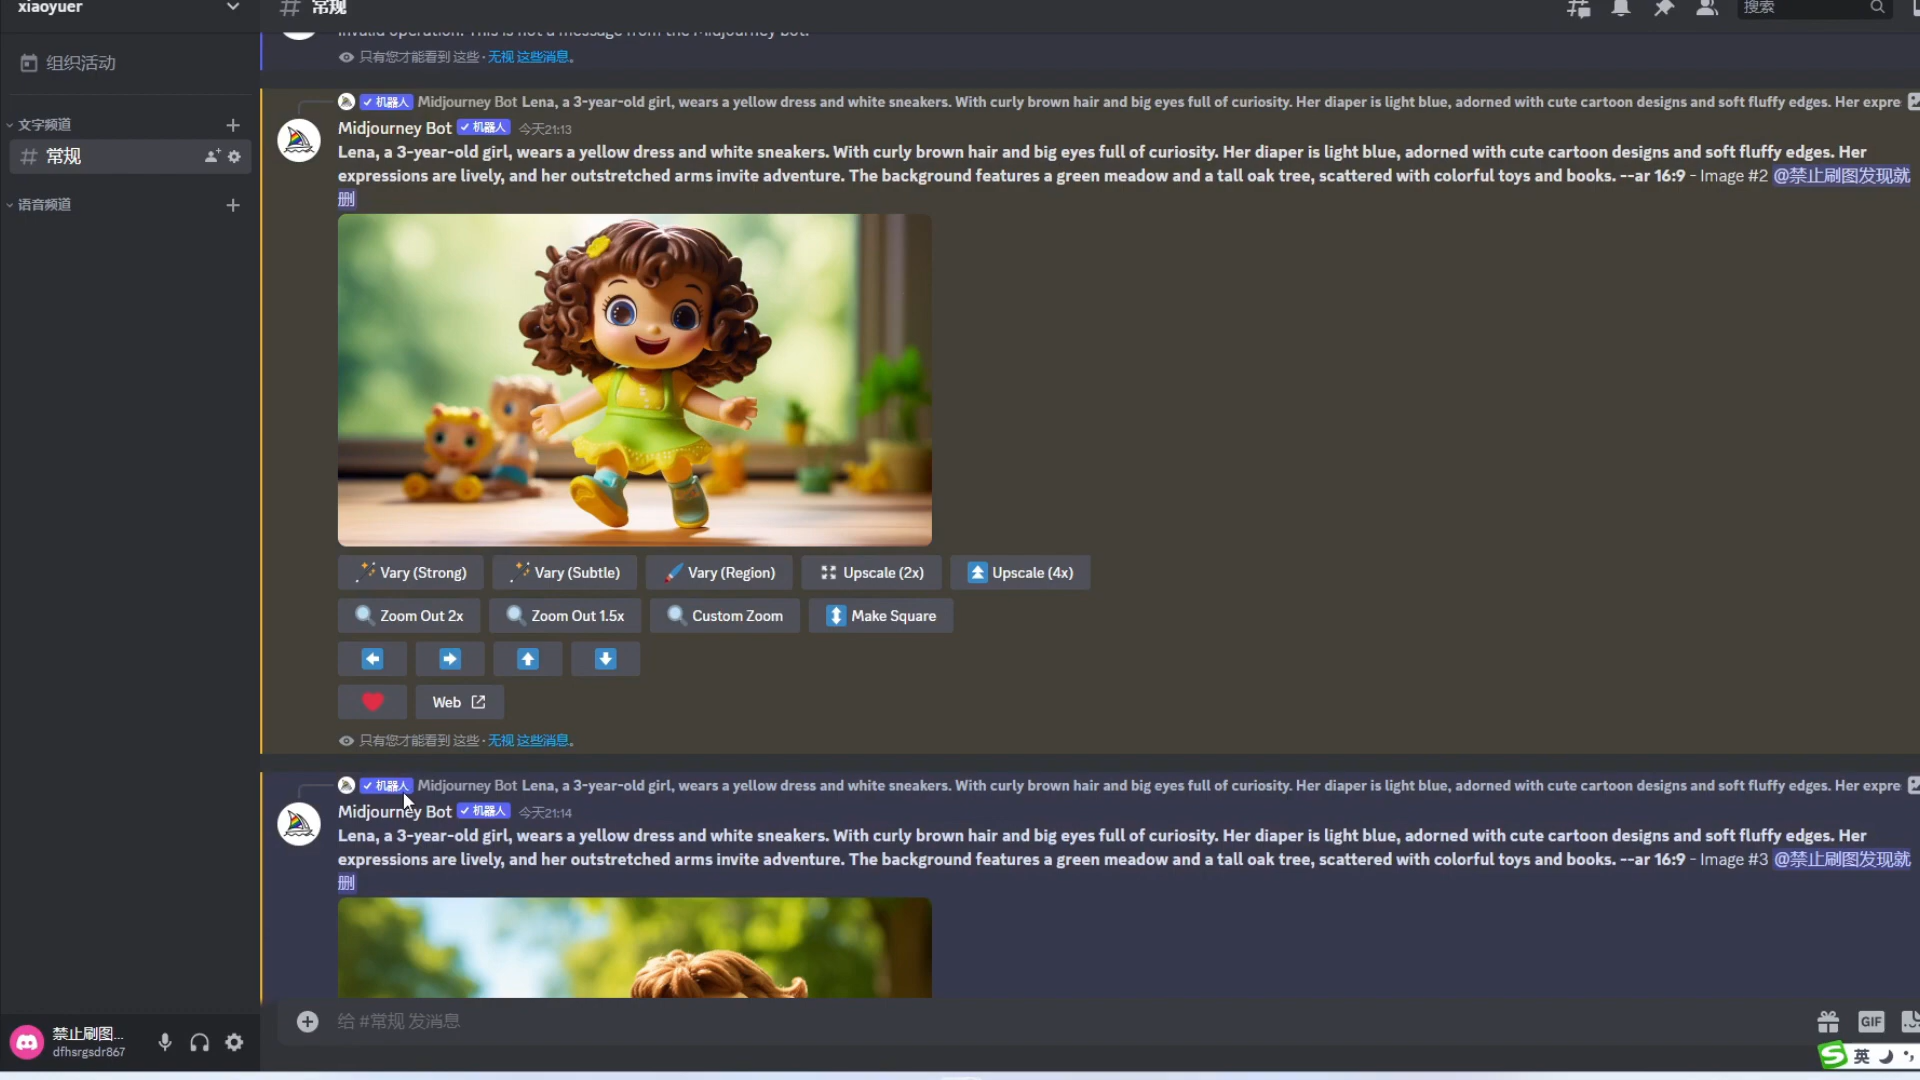 xiaoyuer
常规
搜索
组织活动
文字频道
常规
语音频道
Invalid operation. This is not a message from the Midjourney bot.
只有您才能看到 这些 · 无视 这些消息。
机器人 Midjourney Bot Lena, a 3-year-old girl, wears a yellow dress and white sneakers. With curly brown hair and big eyes full of curiosity. Her diaper is light blue, adorned with cute cartoon designs and soft fluffy edges. Her expre
Midjourney Bot 机器人 今天21:13
Lena, a 3-year-old girl, wears a yellow dress and white sneakers. With curly brown hair and big eyes full of curiosity. Her diaper is light blue, adorned with cute cartoon designs and soft fluffy edges. Her
expressions are lively, and her outstretched arms invite adventure. The background features a green meadow and a tall oak tree, scattered with colorful toys and books. --ar 16:9 - Image #2 @禁止刷图发现就
删
Vary (Strong) Vary (Subtle) Vary (Region) Upscale (2x) Upscale (4x)
Zoom Out 2x Zoom Out 1.5x Custom Zoom Make Square
Web
只有您才能看到 这些 · 无视 这些消息。
机器人 Midjourney Bot Lena, a 3-year-old girl, wears a yellow dress and white sneakers. With curly brown hair and big eyes full of curiosity. Her diaper is light blue, adorned with cute cartoon designs and soft fluffy edges. Her expre
Midjourney Bot 机器人 今天21:14
Lena, a 3-year-old girl, wears a yellow dress and white sneakers. With curly brown hair and big eyes full of curiosity. Her diaper is light blue, adorned with cute cartoon designs and soft fluffy edges. Her
expressions are lively, and her outstretched arms invite adventure. The background features a green meadow and a tall oak tree, scattered with colorful toys and books. --ar 16:9 - Image #3 @禁止刷图发现就
删
给 #常规 发消息
GIF
禁止刷图...
dfhsrgsdr867
S 英